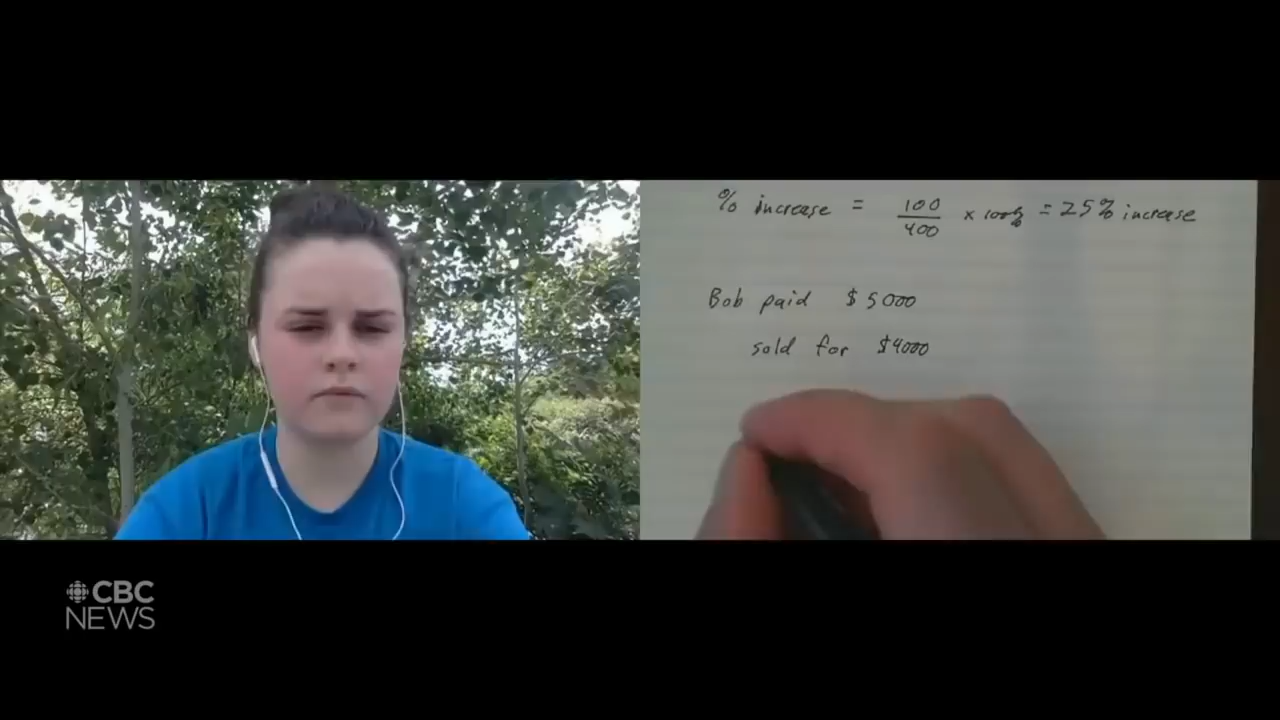 % increase = 100/400 x 100% = 25% increase
Bob paid $5000
sold for $4000
CBC
NEWS